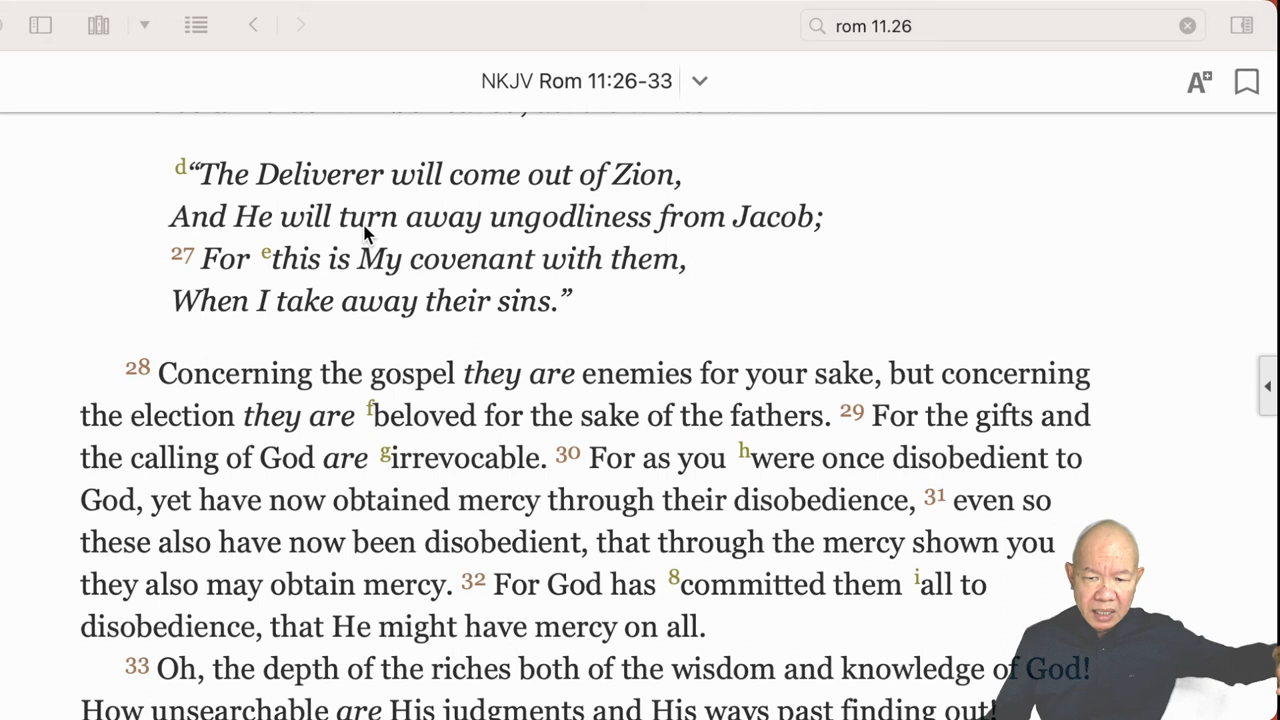 rom 11.26
NKJV Rom 11:26-33
A
d“The Deliverer will come out of Zion,
And He will turn away ungodliness from Jacob;
27 For ethis is My covenant with them,
When I take away their sins.”
28 Concerning the gospel they are enemies for your sake, but concerning
the election they are fbeloved for the sake of the fathers. 29 For the gifts and
the calling of God are girrevocable. 30 For as you hwere once disobedient to
God, yet have now obtained mercy through their disobedience, 31 even so
these also have now been disobedient, that through the mercy shown you
they also may obtain mercy. 32 For God has 8committed them iall to
disobedience, that He might have mercy on all.
33 Oh, the depth of the riches both of the wisdom and knowledge of God!
How unsearchable are His judgments and His ways past finding out!